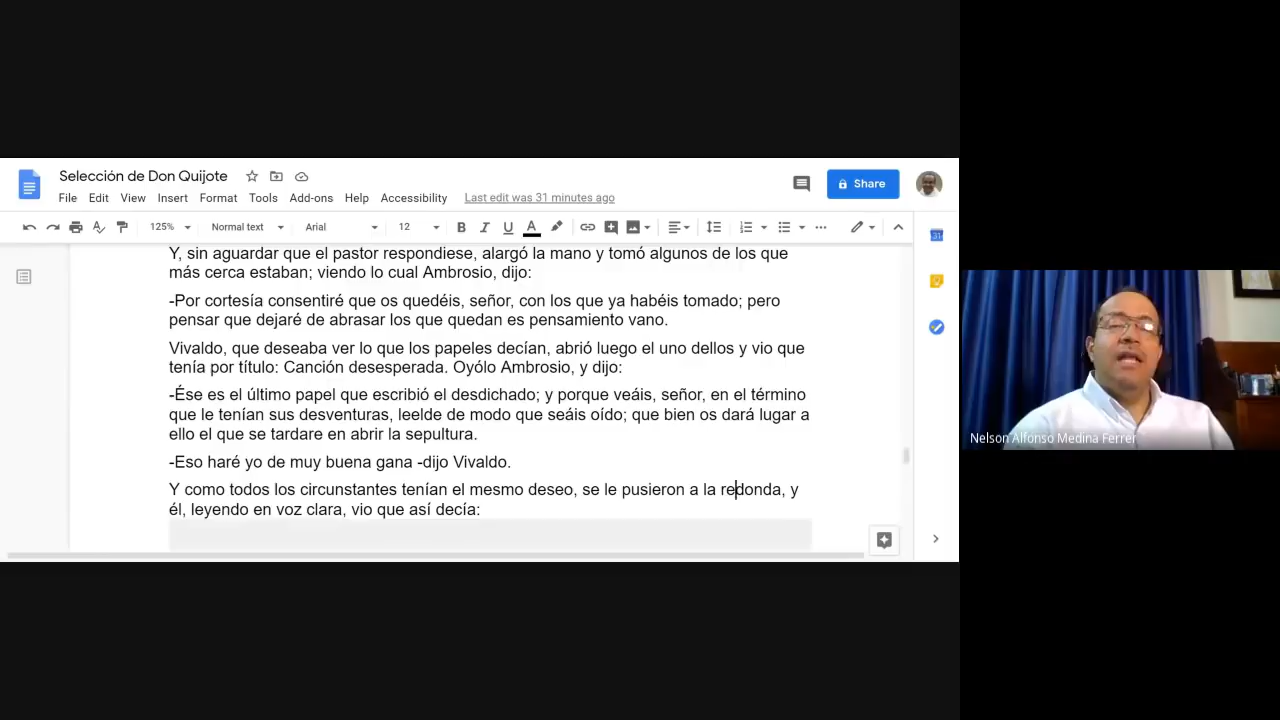 Selección de Don Quijote
File Edit View Insert Format Tools Add-ons Help Accessibility Last edit was 31 minutes ago
Share
125% Normal text Arial 12 B I U A
Y, sin aguardar que el pastor respondiese, alargó la mano y tomó algunos de los que
más cerca estaban; viendo lo cual Ambrosio, dijo:
-Por cortesía consentiré que os quedéis, señor, con los que ya habéis tomado; pero
pensar que dejaré de abrasar los que quedan es pensamiento vano.
Vivaldo, que deseaba ver lo que los papeles decían, abrió luego el uno dellos y vio que
tenía por título: Canción desesperada. Oyólo Ambrosio, y dijo:
-Ése es el último papel que escribió el desdichado; y porque veáis, señor, en el término
que le tenían sus desventuras, leelde de modo que seáis oído; que bien os dará lugar a
ello el que se tardare en abrir la sepultura.
-Eso haré yo de muy buena gana -dijo Vivaldo.
Y como todos los circunstantes tenían el mesmo deseo, se le pusieron a la redonda, y
él, leyendo en voz clara, vio que así decía:
31
Nelson Alfonso Medina Ferrer